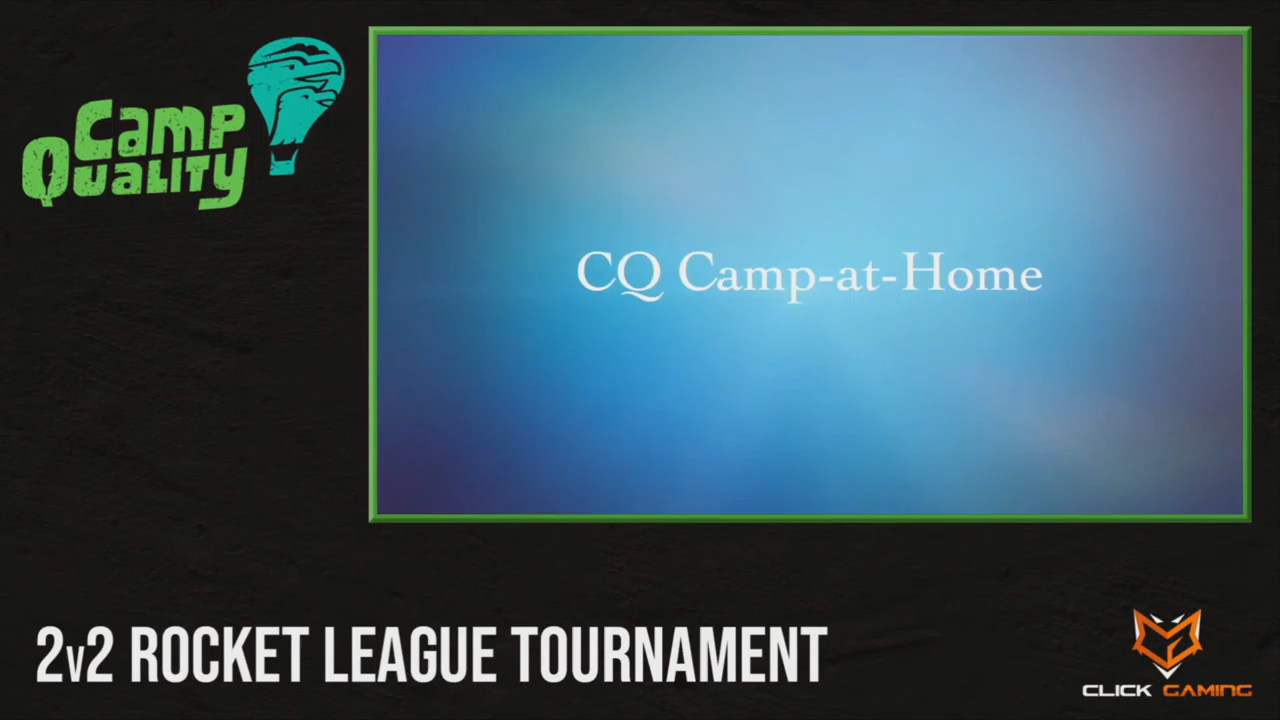 Camp
Quality
CQ Camp-at-Home
2v2 ROCKET LEAGUE TOURNAMENT
CLICK GAMING